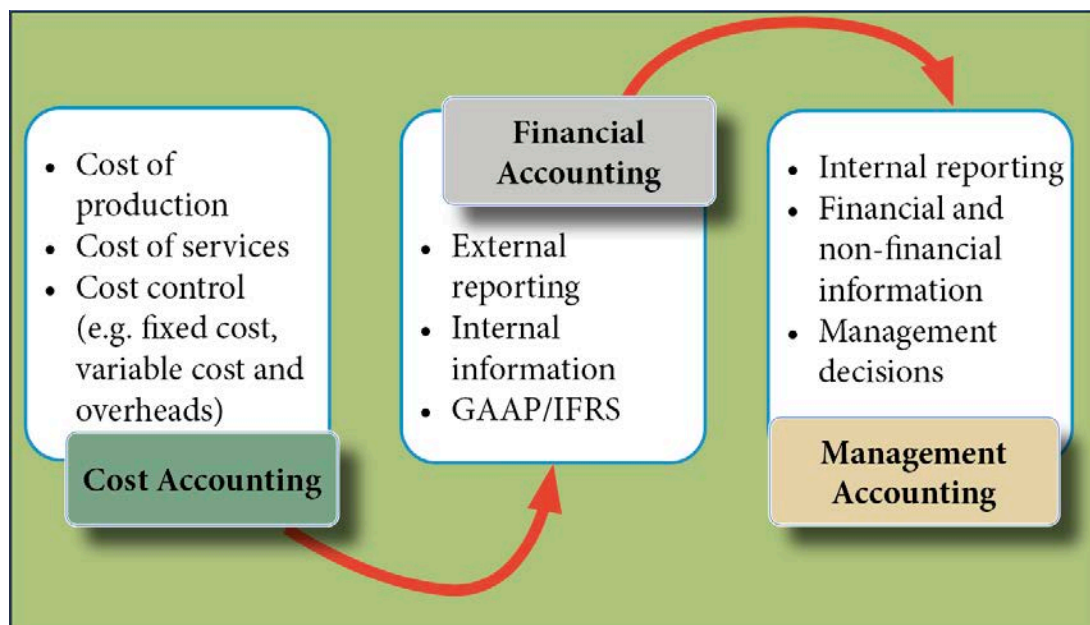 • Cost of
production
• Cost of services
• Cost control
(e.g. fixed cost,
variable cost and
overheads)
Cost Accounting
Financial
Accounting
• External
reporting
• Internal
information
• GAAP/IFRS
• Internal reporting
• Financial and
non-financial
information
• Management
decisions
Management
Accounting